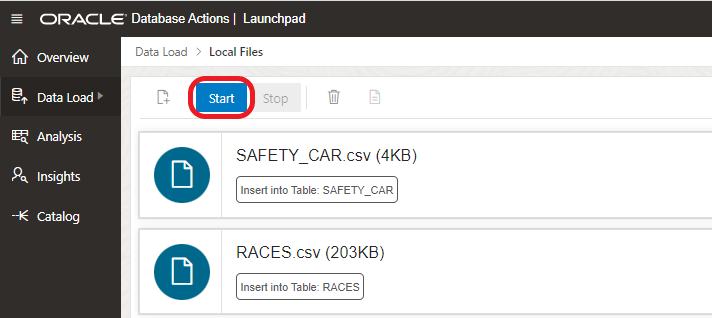 ORACLE Database Actions | Launchpad
Overview
Data Load
Analysis
Insights
Catalog
Data Load > Local Files
Start Stop
SAFETY_CAR.csv (4KB)
Insert into Table: SAFETY_CAR
RACES.csv (203KB)
Insert into Table: RACES